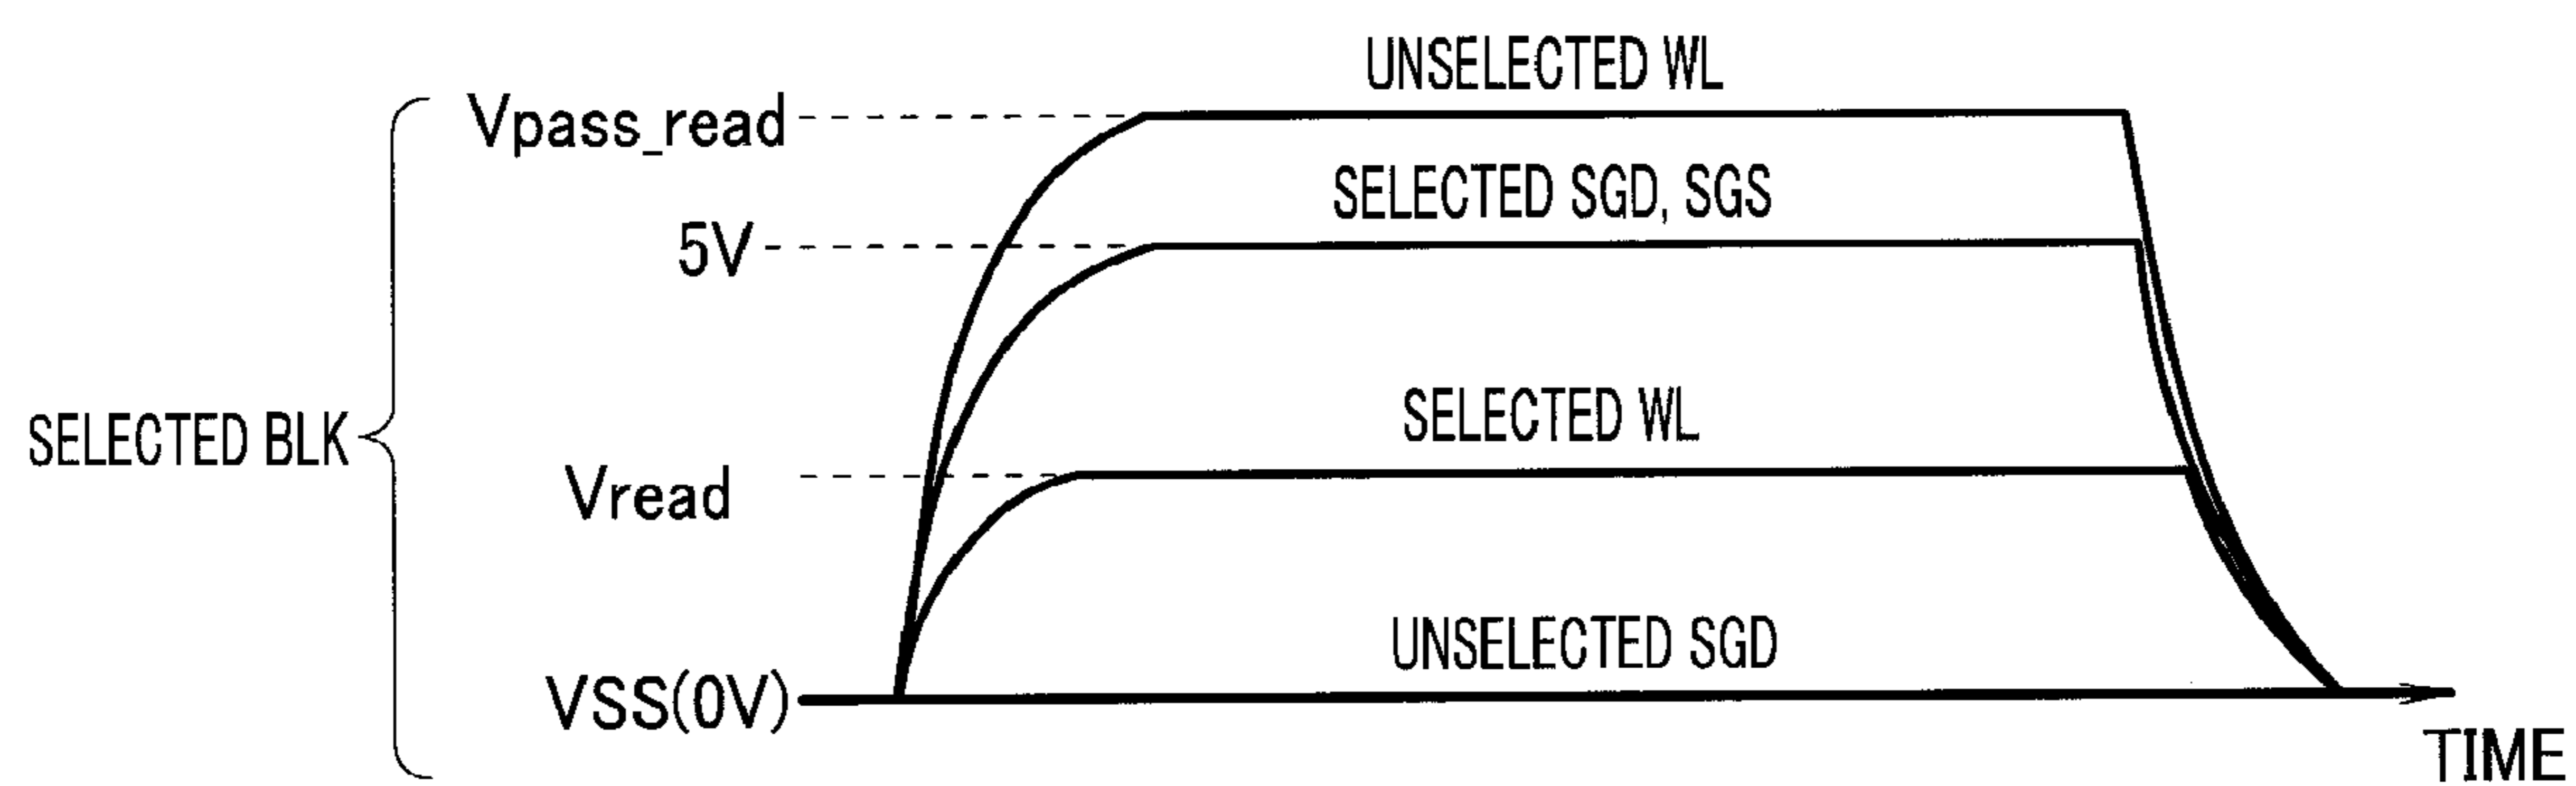 UNSELECTED WL
Vpass_read
SELECTED SGD, SGS
5V
SELECTED WL
SELECTED BLK
Vread
UNSELECTED SGD
VSS(0V)
TIME